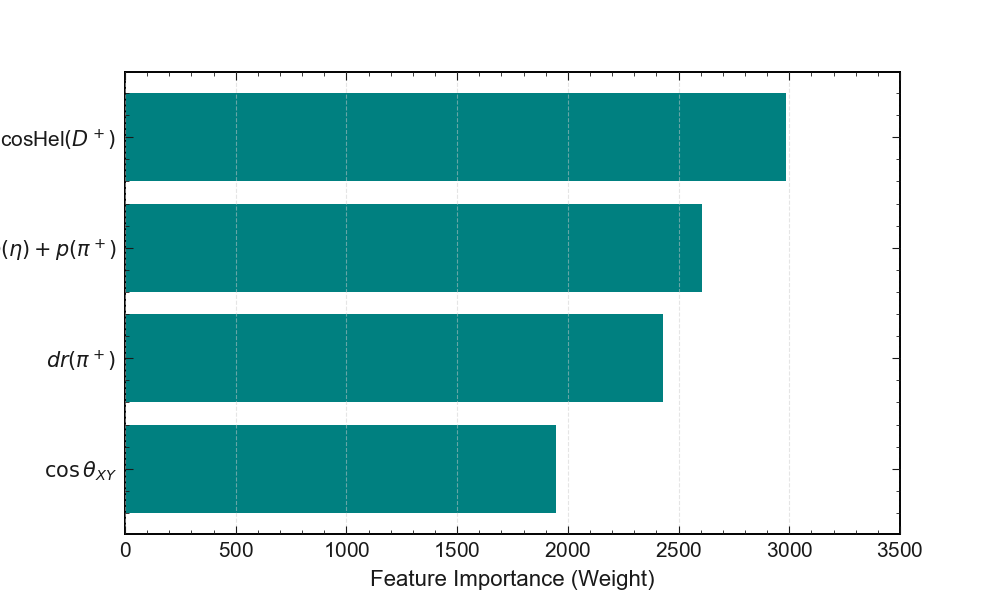 cosHel(D⁺)
(η) + p(π⁺)
dr(π⁺)
cos θ_XY
0 500 1000 1500 2000 2500 3000 3500
Feature Importance (Weight)